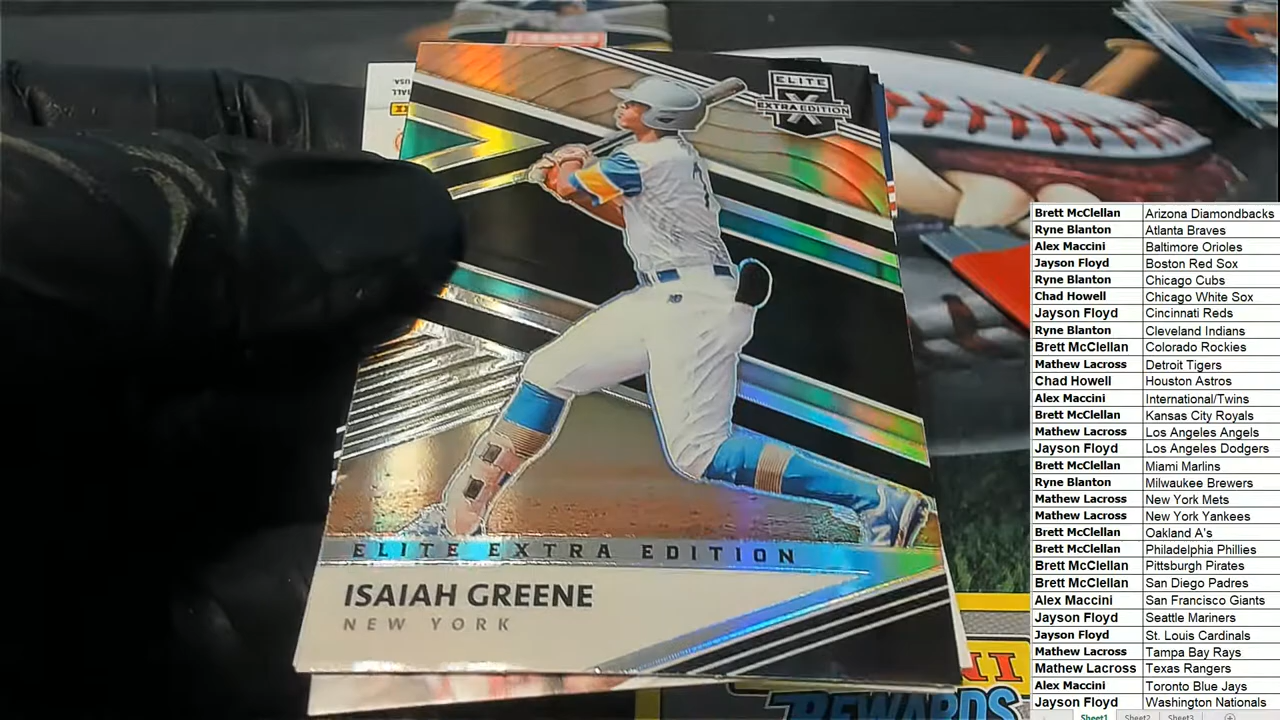 USA.
ELITE
X
EXTRA EDITION
ELITE EXTRA EDITION
ISAIAH GREENE
NEW YORK
REWARDS
Brett McClellan Arizona Diamondbacks
Ryne Blanton Atlanta Braves
Alex Maccini Baltimore Orioles
Jayson Floyd Boston Red Sox
Ryne Blanton Chicago Cubs
Chad Howell Chicago White Sox
Jayson Floyd Cincinnati Reds
Ryne Blanton Cleveland Indians
Brett McClellan Colorado Rockies
Mathew Lacross Detroit Tigers
Chad Howell Houston Astros
Alex Maccini International/Twins
Brett McClellan Kansas City Royals
Mathew Lacross Los Angeles Angels
Jayson Floyd Los Angeles Dodgers
Brett McClellan Miami Marlins
Ryne Blanton Milwaukee Brewers
Mathew Lacross New York Mets
Mathew Lacross New York Yankees
Brett McClellan Oakland A's
Brett McClellan Philadelphia Phillies
Brett McClellan Pittsburgh Pirates
Brett McClellan San Diego Padres
Alex Maccini San Francisco Giants
Jayson Floyd Seattle Mariners
Jayson Floyd St. Louis Cardinals
Mathew Lacross Tampa Bay Rays
Mathew Lacross Texas Rangers
Alex Maccini Toronto Blue Jays
Jayson Floyd Washington Nationals
Sheet1 Sheet2 Sheet3